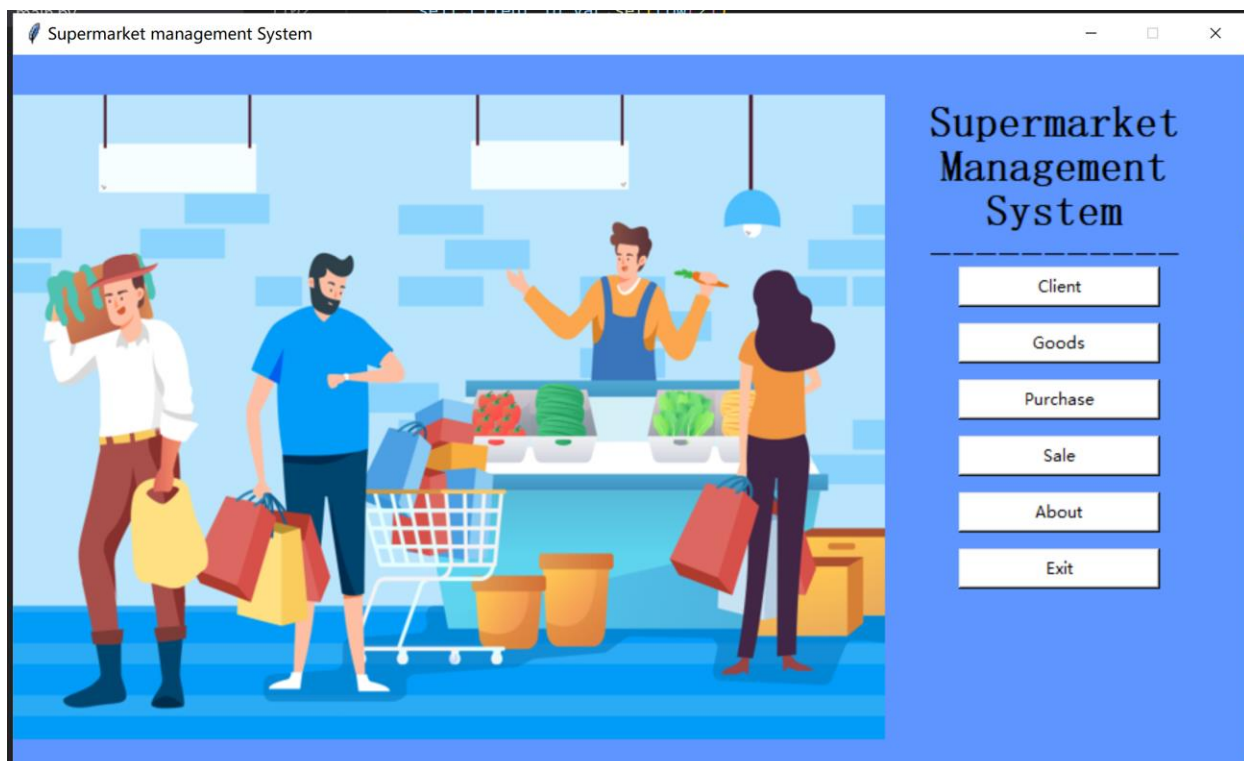 Supermarket management System
Supermarket
Management
System
-----------
Client
Goods
Purchase
Sale
About
Exit